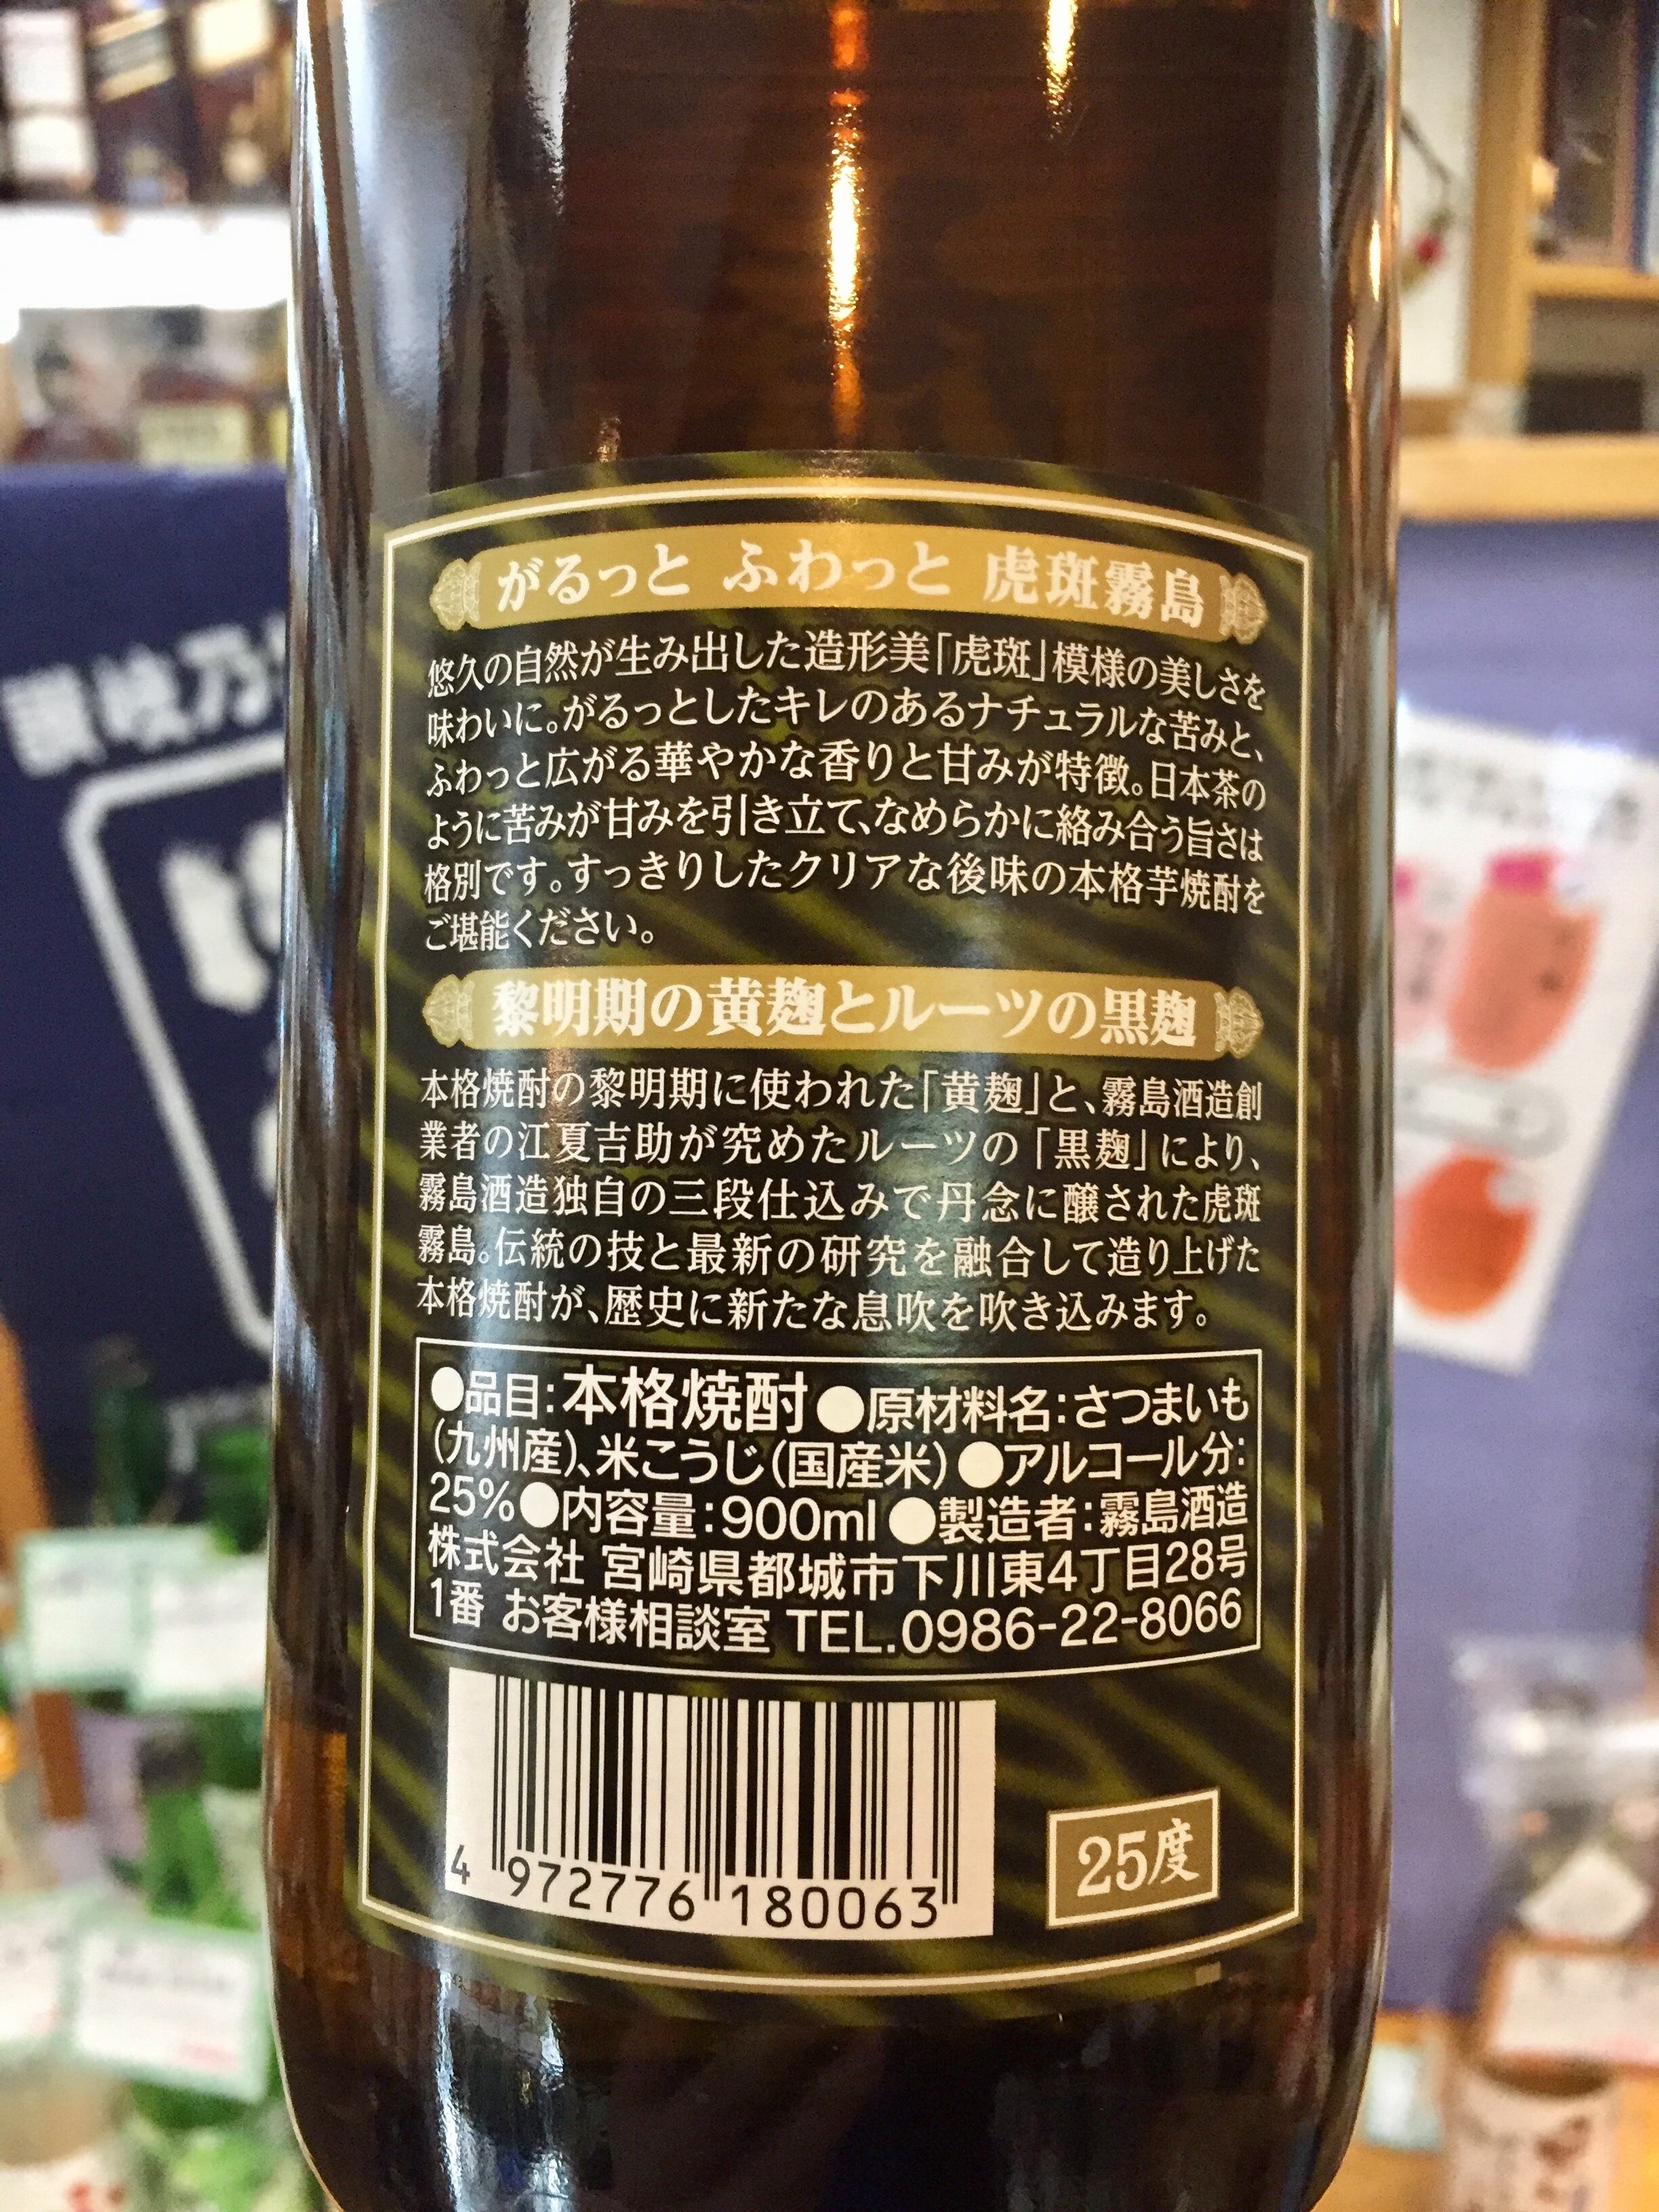 がるっと ふわっと 虎斑霧島
悠久の自然が生み出した造形美「虎斑」模様の美しさを
味わいに。がるっとしたキレのあるナチュラルな苦みと、
ふわっと広がる華やかな香りと甘みが特徴。日本茶の
ように苦みが甘みを引き立て、なめらかに絡み合う旨さは
格別です。すっきりしたクリアな後味の本格芋焼酎を
ご堪能ください。
黎明期の黄麹とルーツの黒麹
本格焼酎の黎明期に使われた「黄麹」と、霧島酒造創
業者の江夏吉助が究めたルーツの「黒麹」により、
霧島酒造独自の三段仕込みで丹念に醸された虎斑
霧島。伝統の技と最新の研究を融合して造り上げた
本格焼酎が、歴史に新たな息吹を吹き込みます。
●品目:本格焼酎●原材料名:さつまいも
(九州産)、米こうじ(国産米)●アルコール分:
25%●内容量:900ml●製造者:霧島酒造
株式会社 宮崎県都城市下川東4丁目28号
1番 お客様相談室 TEL.0986-22-8066
4 972776 180063
25度
讃岐乃